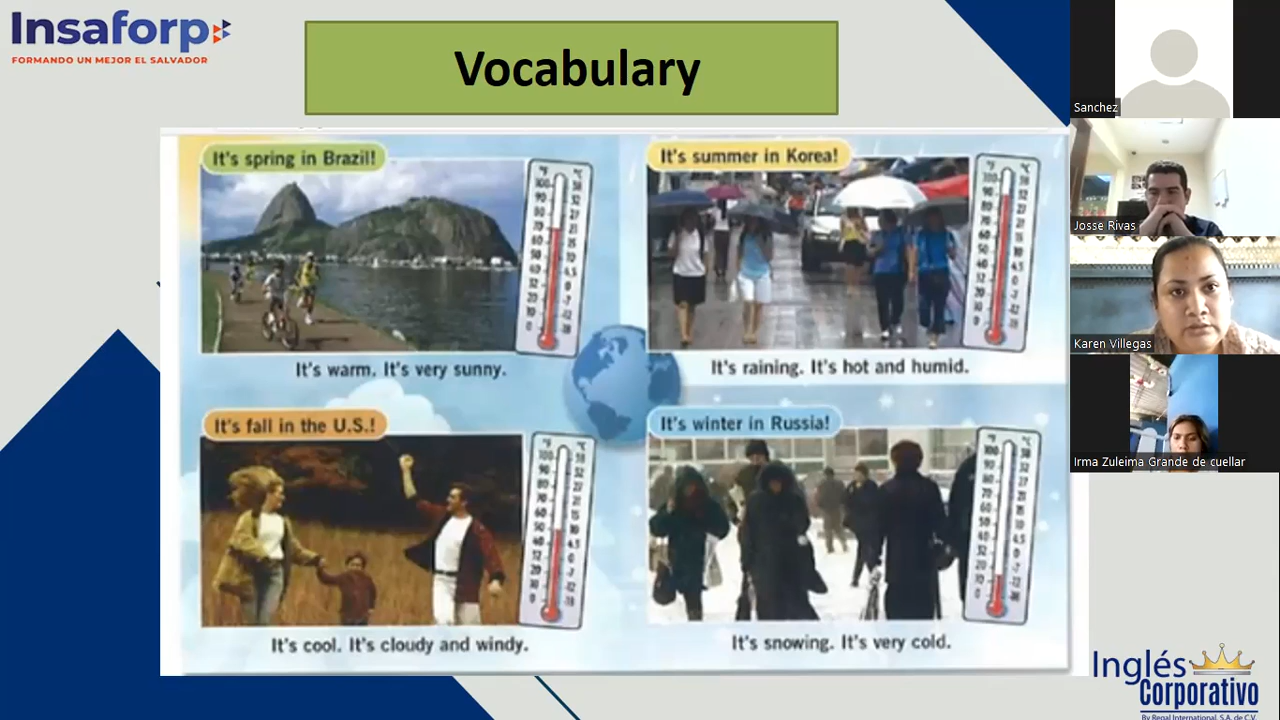 Insaforp
FORMANDO UN MEJOR EL SALVADOR
Vocabulary
It's spring in Brazil!
It's warm. It's very sunny.
It's summer in Korea!
It's raining. It's hot and humid.
It's fall in the U.S.!
It's cool. It's cloudy and windy.
It's winter in Russia!
It's snowing. It's very cold.
Sanchez
Josse Rivas
Karen Villegas
Irma Zuleima Grande de cuellar
Inglés
Corporativo
By Regal International, S.A. de C.V.